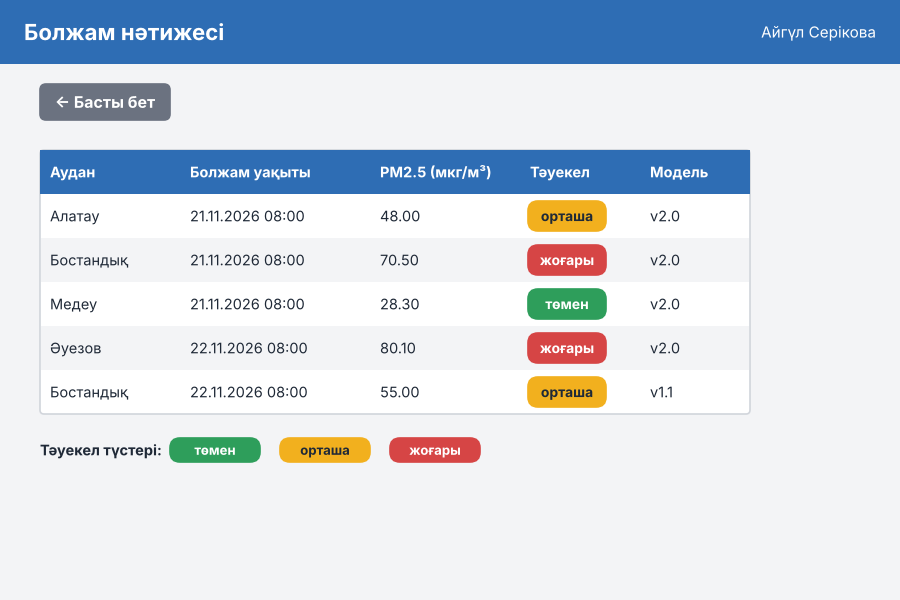 Болжам нәтижесі
Айгүл Серікова
← Басты бет
Аудан Болжам уақыты PM2.5 (мкг/м³) Тәуекел Модель
Алатау 21.11.2026 08:00 48.00 орташа v2.0
Бостандық 21.11.2026 08:00 70.50 жоғары v2.0
Медеу 21.11.2026 08:00 28.30 төмен v2.0
Әуезов 22.11.2026 08:00 80.10 жоғары v2.0
Бостандық 22.11.2026 08:00 55.00 орташа v1.1
Тәуекел түстері: төмен орташа жоғары